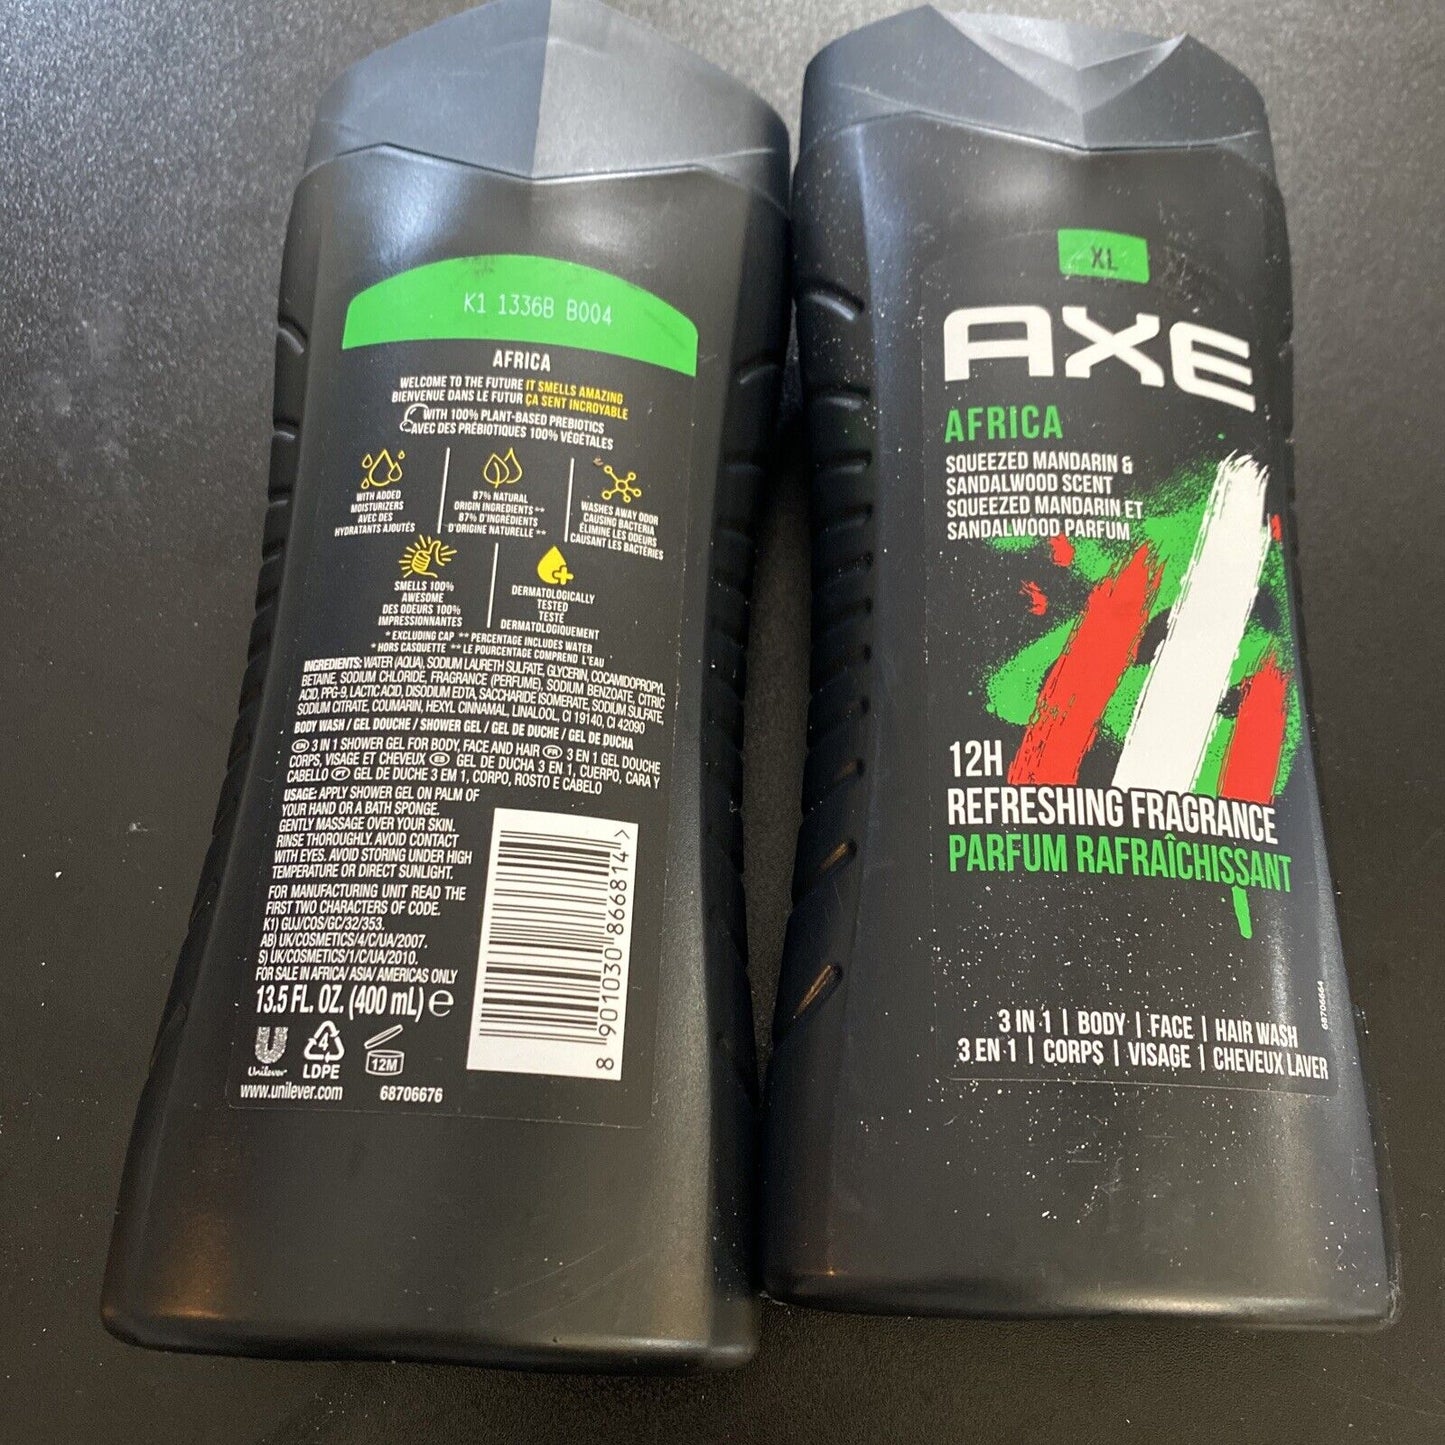 K1 1336B B004
AFRICA
WELCOME TO THE FUTURE IT SMELLS AMAZING
BIENVENUE DANS LE FUTUR ÇA SENT INCROYABLE
WITH 100% PLANT-BASED PREBIOTICS
AVEC DES PRÉBIOTIQUES 100% VÉGÉTALES
WITH ADDED
MOISTURIZERS
AVEC DES
HYDRATANTS AJOUTÉS
87% NATURAL
ORIGIN INGREDIENTS**
87% D'INGRÉDIENTS
D'ORIGINE NATURELLE **
WASHES AWAY ODOR
CAUSING BACTERIA
ÉLIMINE LES ODEURS
CAUSANT LES BACTÉRIES
SMELLS 100%
AWESOME
DES ODEURS 100%
IMPRESSIONNANTES
DERMATOLOGICALLY
TESTED
TESTÉ
DERMATOLOGIQUEMENT
* EXCLUDING CAP ** PERCENTAGE INCLUDES WATER
* HORS CASQUETTE ** LE POURCENTAGE COMPREND L'EAU
INGREDIENTS: WATER (AQUA), SODIUM LAURETH SULFATE, GLYCERIN, COCAMIDOPROPYL
BETAINE, SODIUM CHLORIDE, FRAGRANCE (PERFUME), SODIUM BENZOATE, CITRIC
ACID, PPG-9, LACTIC ACID, DISODIUM EDTA, SACCHARIDE ISOMERATE, SODIUM SULFATE,
SODIUM CITRATE, COUMARIN, HEXYL CINNAMAL, LINALOOL, CI 19140, CI 42090
BODY WASH / GEL DOUCHE / SHOWER GEL / GEL DE DUCHE / GEL DE DUCHA
EN 3 IN 1 SHOWER GEL FOR BODY, FACE AND HAIR FR 3 EN 1 GEL DOUCHE
CORPS, VISAGE ET CHEVEUX ES GEL DE DUCHA 3 EN 1, CUERPO, CARA Y
CABELLO PT GEL DE DUCHE 3 EM 1, CORPO, ROSTO E CABELO
USAGE: APPLY SHOWER GEL ON PALM OF
YOUR HAND OR A BATH SPONGE.
GENTLY MASSAGE OVER YOUR SKIN.
RINSE THOROUGHLY. AVOID CONTACT
WITH EYES. AVOID STORING UNDER HIGH
TEMPERATURE OR DIRECT SUNLIGHT.
FOR MANUFACTURING UNIT READ THE
FIRST TWO CHARACTERS OF CODE.
K1) GUJ/COS/GC/32/353.
AB) UK/COSMETICS/4/C/UA/2007.
S) UK/COSMETICS/1/C/UA/2010.
FOR SALE IN AFRICA/ ASIA/ AMERICAS ONLY
13.5 FL. OZ. (400 mL) e
8 901030 866814 >
Unilever
4
LDPE
12M
www.unilever.com 68706676
XL
AXE
AFRICA
SQUEEZED MANDARIN &
SANDALWOOD SCENT
SQUEEZED MANDARIN ET
SANDALWOOD PARFUM
12H
REFRESHING FRAGRANCE
PARFUM RAFRAÎCHISSANT
3 IN 1 | BODY | FACE | HAIR WASH
3 EN 1 | CORPS | VISAGE | CHEVEUX LAVER
68706664